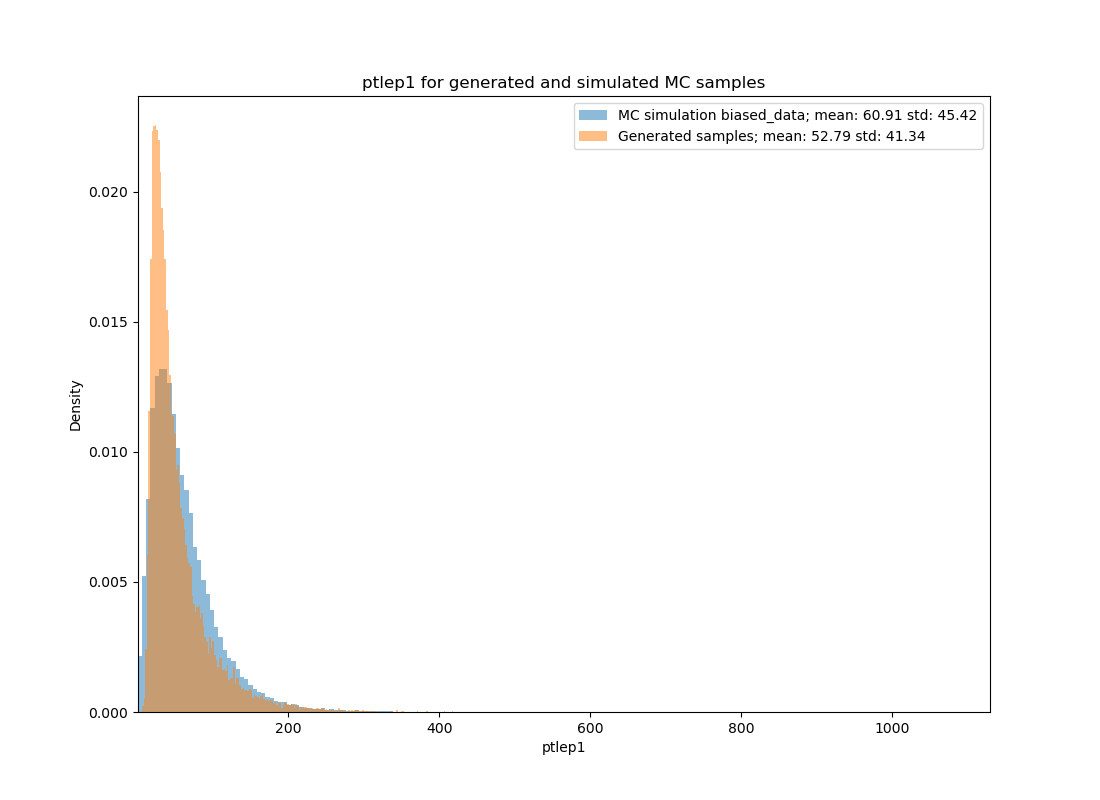 ptlep1 for generated and simulated MC samples
MC simulation biased_data; mean: 60.91 std: 45.42
Generated samples; mean: 52.79 std: 41.34
0.020
0.015
0.010
0.005
0.000
Density
200
400
600
800
1000
ptlep1